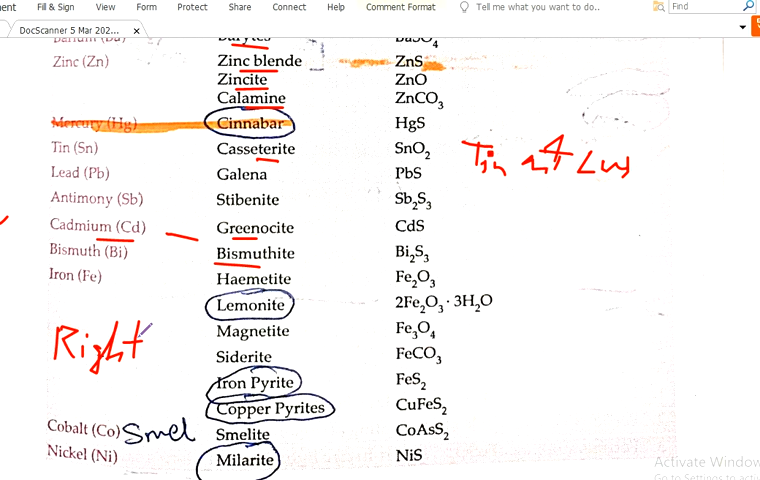 Fill & Sign Comment View Form Protect Share Connect Help Comment Format Tell me what you want to do.. Find
DocScanner 5 Mar 202... ×
Barium (Ba) Barytes BaSO₄
Zinc (Zn) Zinc blende ZnS
Zincite ZnO
Calamine ZnCO₃
Mercury (Hg) Cinnabar HgS
Tin (Sn) Casseterite SnO₂
Lead (Pb) Galena PbS
Antimony (Sb) Stibenite Sb₂S₃
Cadmium (Cd) Greenocite CdS
Bismuth (Bi) Bismuthite Bi₂S₃
Iron (Fe) Haemetite Fe₂O₃
Lemonite 2Fe₂O₃ · 3H₂O
Right Magnetite Fe₃O₄
Siderite FeCO₃
Iron Pyrite FeS₂
Copper Pyrites CuFeS₂
Cobalt (Co) Smel Smelite CoAsS₂
Nickel (Ni) Milarite NiS
Activate Window